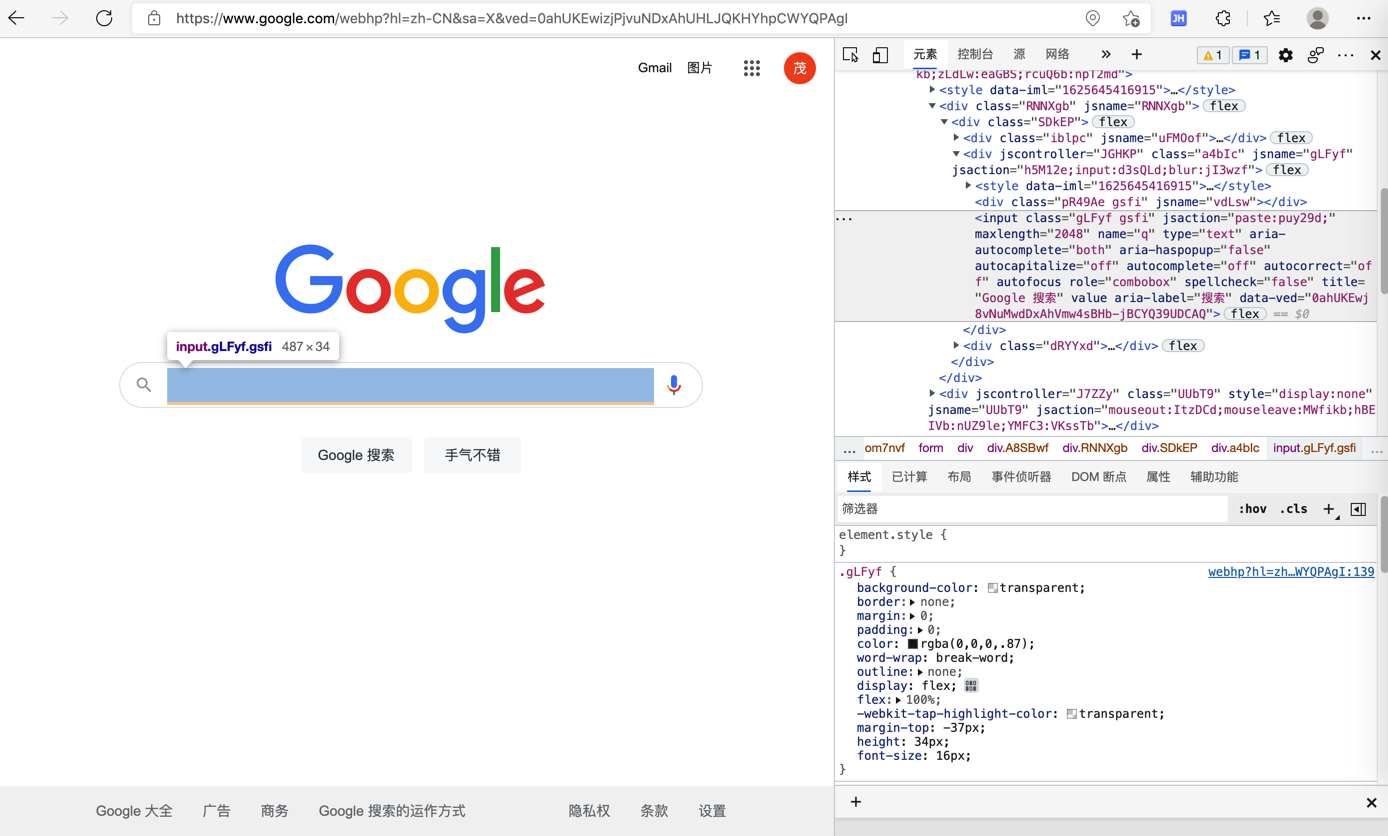 https://www.google.com/webhp?hl=zh-CN&sa=X&ved=0ahUKEwizjPjvuNDxAhUHLJQKHYhpCWYQPAgI
JH
Gmail 图片 茂
Google
input.gLFyf.gsfi 487 × 34
Google 搜索 手气不错
Google 大全 广告 商务 Google 搜索的运作方式 隐私权 条款 设置
元素 控制台 源 网络 » + 1 1
kb;zLdLw:eaGBS;rcuQ6b:npT2md">
<style data-iml="1625645416915">…</style>
<div class="RNNXgb" jsname="RNNXgb"> flex
<div class="SDkEP"> flex
<div class="iblpc" jsname="uFMOof">…</div> flex
<div jscontroller="JGHKP" class="a4bIc" jsname="gLFyf"
jsaction="h5M12e;input:d3sQLd;blur:jI3wzf"> flex
<style data-iml="1625645416915">…</style>
<div class="pR49Ae gsfi" jsname="vdLsw"></div>
<input class="gLFyf gsfi" jsaction="paste:puy29d;"
maxlength="2048" name="q" type="text" aria-
autocomplete="both" aria-haspopup="false"
autocapitalize="off" autocomplete="off" autocorrect="of
f" autofocus role="combobox" spellcheck="false" title=
"Google 搜索" value aria-label="搜索" data-ved="0ahUKEwj
8vNuMwdDxAhVmw4sBHb-jBCYQ39UDCAQ"> flex == $0
</div>
<div class="dRYYxd">…</div> flex
</div>
</div>
<div jscontroller="J7ZZy" class="UUbT9" style="display:none"
jsname="UUbT9" jsaction="mouseout:ItzDCd;mouseleave:MWfikb;hBE
IVb:nUZ9le;YMFC3:VKssTb">…</div>
… om7nvf form div div.A8SBwf div.RNNXgb div.SDkEP div.a4bIc input.gLFyf.gsfi …
样式 已计算 布局 事件侦听器 DOM 断点 属性 辅助功能
筛选器 :hov .cls +
element.style {
}
.gLFyf { webhp?hl=zh…WYQPAgI:139
background-color: transparent;
border: none;
margin: 0;
padding: 0;
color: rgba(0,0,0,.87);
word-wrap: break-word;
outline: none;
display: flex;
flex: 100%;
-webkit-tap-highlight-color: transparent;
margin-top: -37px;
height: 34px;
font-size: 16px;
}